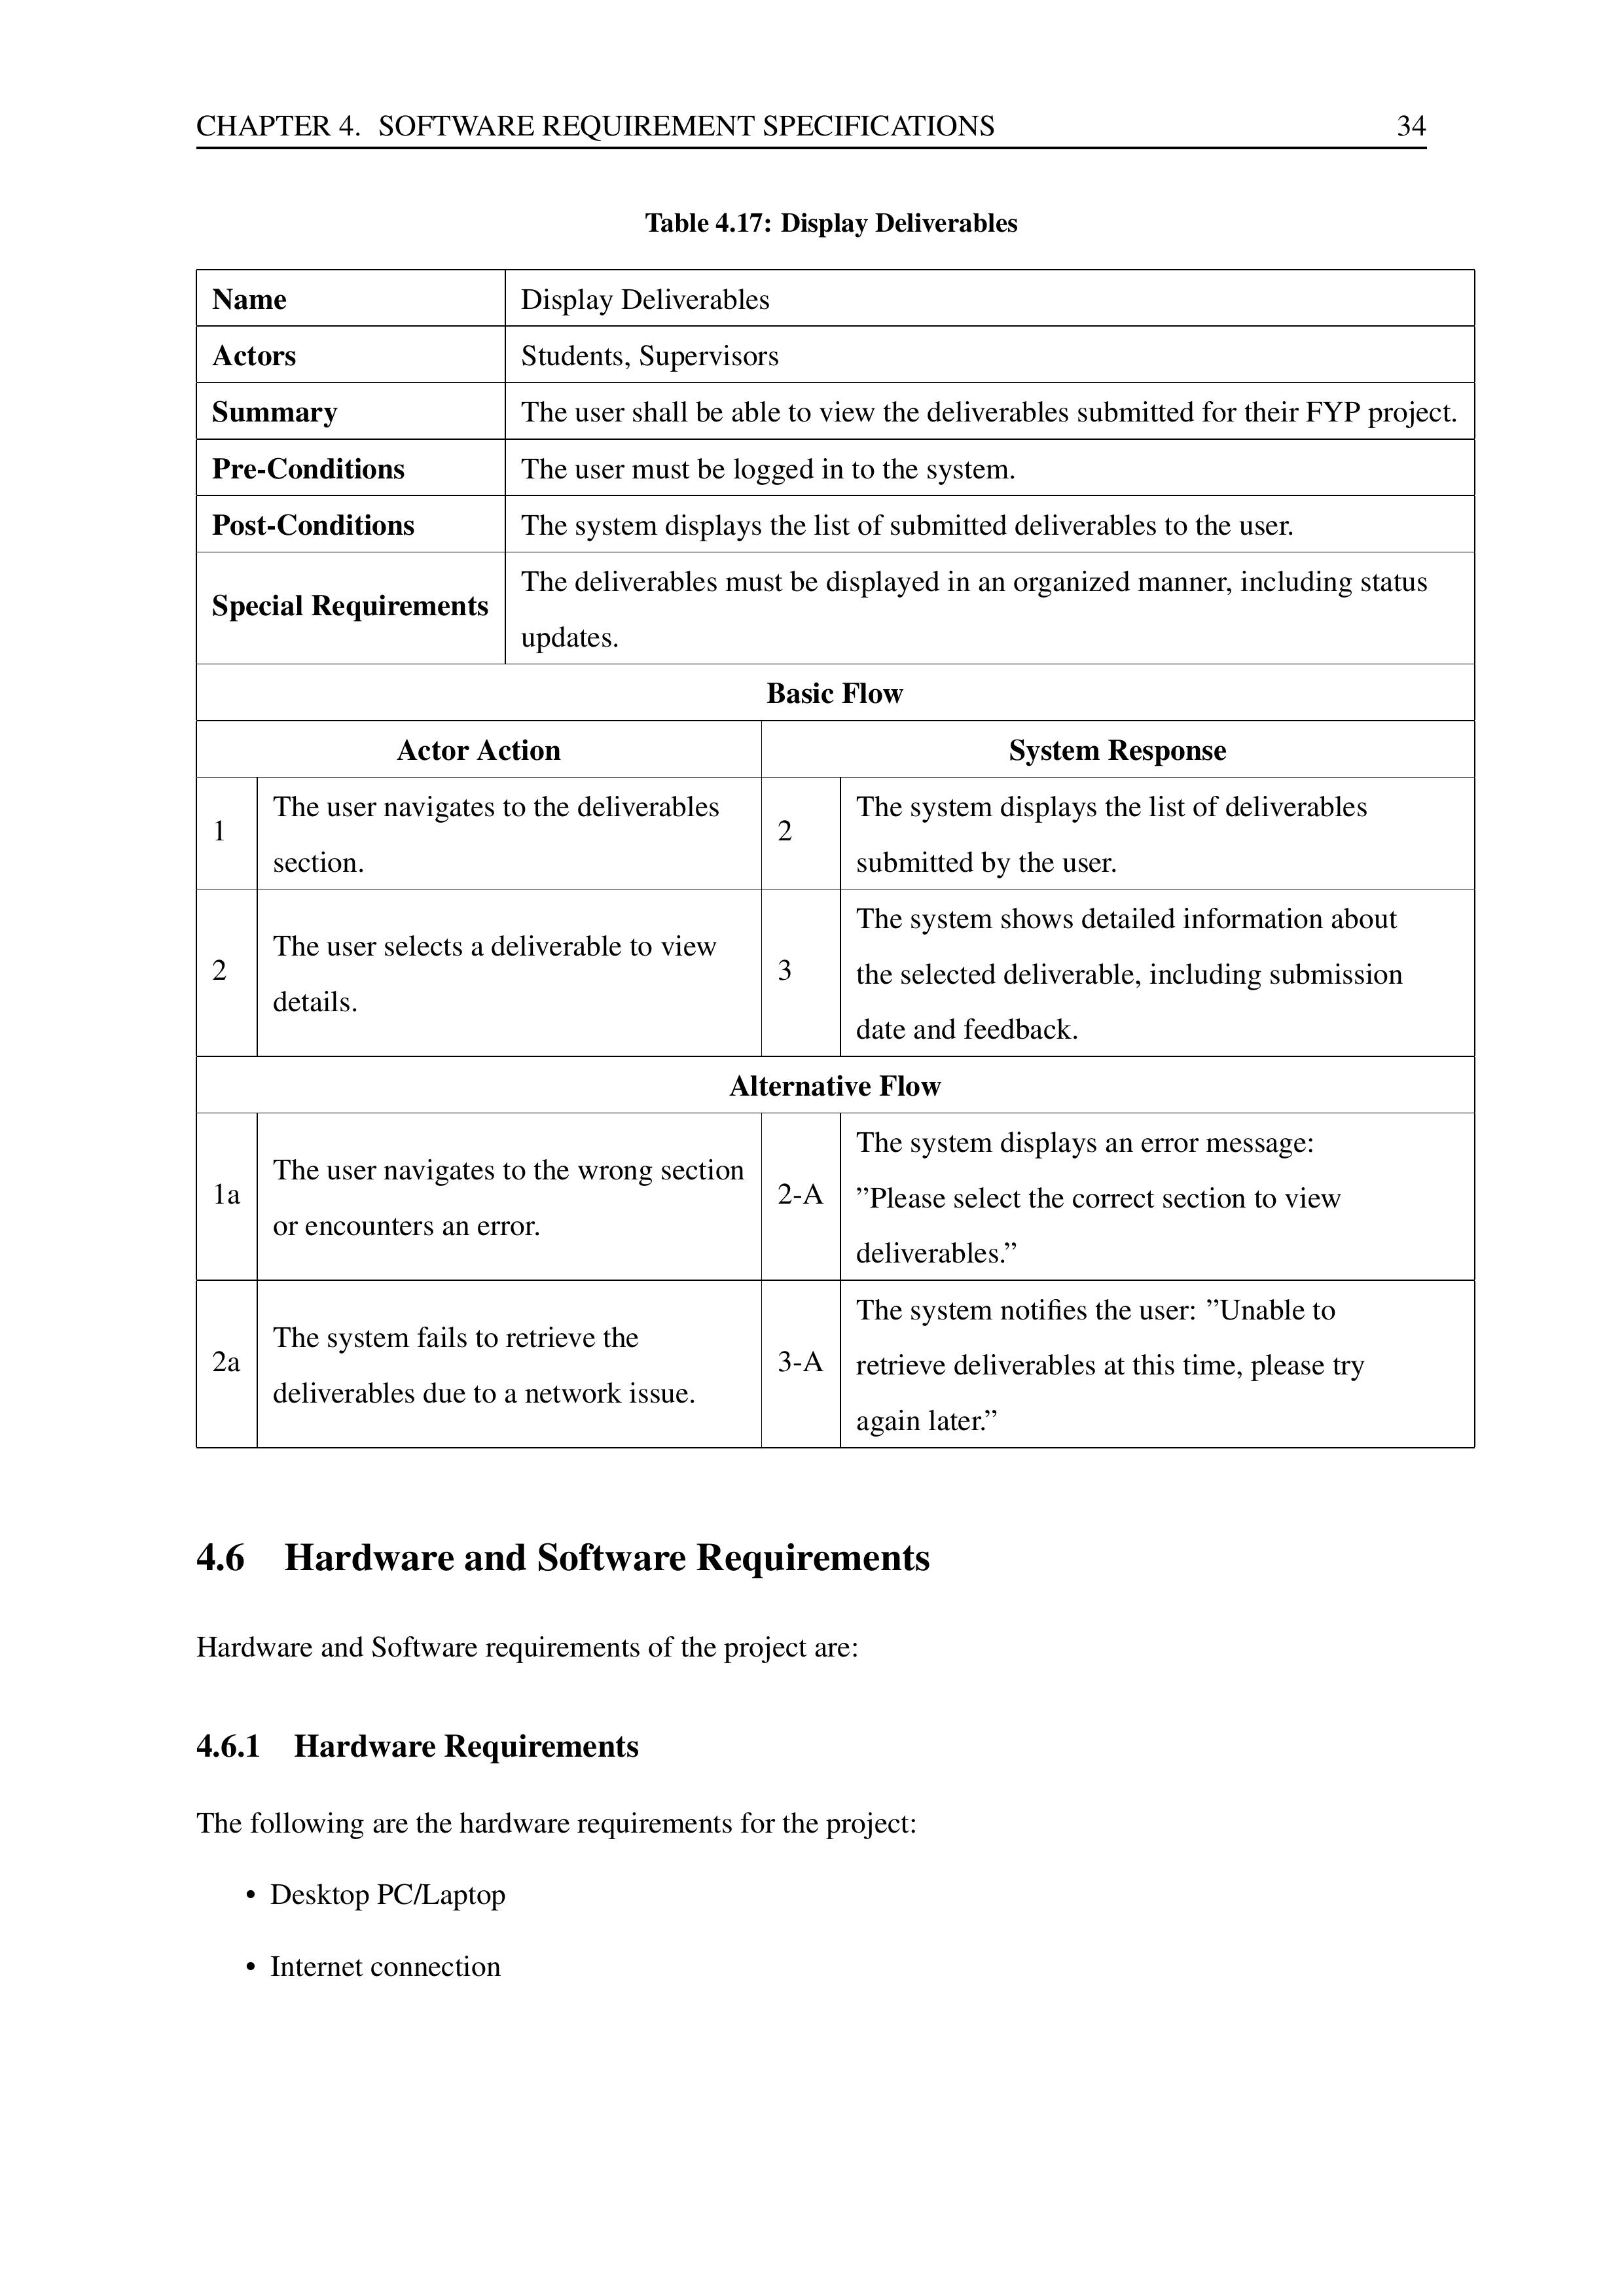 CHAPTER 4. SOFTWARE REQUIREMENT SPECIFICATIONS 34
Table 4.17: Display Deliverables
Name Display Deliverables
Actors Students, Supervisors
Summary The user shall be able to view the deliverables submitted for their FYP project.
Pre-Conditions The user must be logged in to the system.
Post-Conditions The system displays the list of submitted deliverables to the user.
Special Requirements The deliverables must be displayed in an organized manner, including status
updates.
Basic Flow
Actor Action System Response
1 The user navigates to the deliverables
section.
2 The system displays the list of deliverables
submitted by the user.
2 The user selects a deliverable to view
details.
3 The system shows detailed information about
the selected deliverable, including submission
date and feedback.
Alternative Flow
1a The user navigates to the wrong section
or encounters an error.
2-A The system displays an error message:
”Please select the correct section to view
deliverables.”
2a The system fails to retrieve the
deliverables due to a network issue.
3-A The system notifies the user: ”Unable to
retrieve deliverables at this time, please try
again later.”
4.6 Hardware and Software Requirements
Hardware and Software requirements of the project are:
4.6.1 Hardware Requirements
The following are the hardware requirements for the project:
• Desktop PC/Laptop
• Internet connection